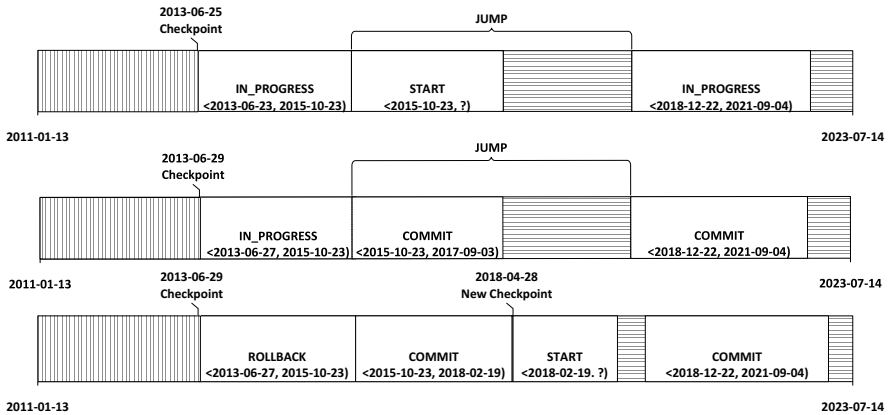 2013-06-25
Checkpoint
JUMP
IN_PROGRESS
<2013-06-23, 2015-10-23)
START
<2015-10-23, ?)
IN_PROGRESS
<2018-12-22, 2021-09-04)
2011-01-13
2023-07-14
2013-06-29
Checkpoint
JUMP
IN_PROGRESS
<2013-06-27, 2015-10-23)
COMMIT
<2015-10-23, 2017-09-03)
COMMIT
<2018-12-22, 2021-09-04)
2011-01-13
2023-07-14
2013-06-29
Checkpoint
2018-04-28
New Checkpoint
ROLLBACK
<2013-06-27, 2015-10-23)
COMMIT
<2015-10-23, 2018-02-19)
START
<2018-02-19. ?)
COMMIT
<2018-12-22, 2021-09-04)
2011-01-13
2023-07-14